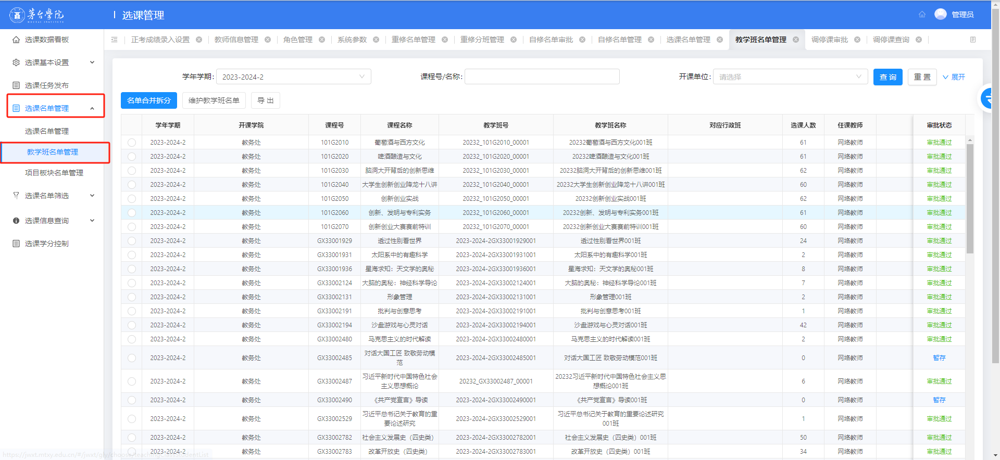 茅台學院
MOUTAI INSTITUTE
选课管理
管理员
选课数据看板
选课基本设置
选课任务发布
选课名单管理
选课名单管理
教学班名单管理
项目板块名单管理
选课名单筛选
选课信息查询
选课学分控制
正考成绩录入设置 教师信息管理 角色管理 系统参数 重修名单管理 重修分班管理 自修名单审批 自修名单管理 选课名单管理 教学班名单管理 调停课审批 调停课查询
学年学期: 2023-2024-2 课程号/名称: 开课单位: 请选择 查 询 重 置 展开
名单合并拆分 维护教学班名单 导 出
学年学期 开课学院 课程号 课程名称 教学班号 教学班名称 对应行政班 选课人数 任课教师 审批状态
2023-2024-2 教务处 101G2010 葡萄酒与西方文化 20232_101G2010_00001 20232葡萄酒与西方文化001班 61 网络教师 审批通过
2023-2024-2 教务处 101G2020 啤酒酿造与文化 20232_101G2020_00001 20232啤酒酿造与文化001班 61 网络教师 审批通过
2023-2024-2 教务处 101G2030 脑洞大开背后的创新思维 20232_101G2030_00001 20232脑洞大开背后的创新思维001班 62 网络教师 审批通过
2023-2024-2 教务处 101G2040 大学生创新创业降龙十八讲 20232_101G2040_00001 20232大学生创新创业降龙十八讲001班 60 网络教师 审批通过
2023-2024-2 教务处 101G2050 创新创业实战 20232_101G2050_00001 20232创新创业实战001班 62 网络教师 审批通过
2023-2024-2 教务处 101G2060 创新、发明与专利实务 20232_101G2060_00001 20232创新、发明与专利实务001班 61 网络教师 审批通过
2023-2024-2 教务处 101G2070 创新创业大赛赛前特训 20232_101G2070_00001 20232创新创业大赛赛前特训001班 60 网络教师 审批通过
2023-2024-2 教务处 GX33001929 透过性别看世界 2023-2024-2GX33001929001 透过性别看世界001班 24 网络教师 审批通过
2023-2024-2 教务处 GX33001931 太阳系中的有趣科学 2023-2024-2GX33001931001 太阳系中的有趣科学001班 2 网络教师 审批通过
2023-2024-2 教务处 GX33001936 星海求知：天文学的奥秘 2023-2024-2GX33001936001 星海求知：天文学的奥秘001班 8 网络教师 审批通过
2023-2024-2 教务处 GX33002124 大脑的奥秘：神经科学导论 2023-2024-2GX33002124001 大脑的奥秘：神经科学导论001班 7 网络教师 审批通过
2023-2024-2 教务处 GX33002131 形象管理 2023-2024-2GX33002131001 形象管理001班 2 网络教师 审批通过
2023-2024-2 教务处 GX33002191 批判与创意思考 2023-2024-2GX33002191001 批判与创意思考001班 1 网络教师 审批通过
2023-2024-2 教务处 GX33002194 沙盘游戏与心灵对话 2023-2024-2GX33002194001 沙盘游戏与心灵对话001班 42 网络教师 审批通过
2023-2024-2 教务处 GX33002480 马克思主义的时代解读 2023-2024-2GX33002480001 马克思主义的时代解读001班 2 网络教师 审批通过
2023-2024-2 教务处 GX33002485 对话大国工匠 致敬劳动模范 2023-2024-2GX33002485001 对话大国工匠 致敬劳动模范001班 0 网络教师 暂存
2023-2024-2 教务处 GX33002487 习近平新时代中国特色社会主义思想概论 20232_GX33002487_00001 20232习近平新时代中国特色社会主义思想概论001班 6 网络教师 审批通过
2023-2024-2 教务处 GX33002490 《共产党宣言》导读 2023-2024-2GX33002490001 《共产党宣言》导读001班 0 网络教师 暂存
2023-2024-2 教务处 GX33002529 习近平总书记关于教育的重要论述研究 2023-2024-2GX33002529001 习近平总书记关于教育的重要论述研究001班 1 网络教师 审批通过
2023-2024-2 教务处 GX33002782 社会主义发展史（四史类） 2023-2024-2GX33002782001 社会主义发展史（四史类）001班 50 网络教师 审批通过
2023-2024-2 教务处 GX33002783 改革开放史（四史类） 2023-2024-2GX33002783001 改革开放史（四史类）001班 34 网络教师 审批通过
https://jwxt.mtxy.edu.cn/#/jwxt/gly/choose/teachingClassStudentList